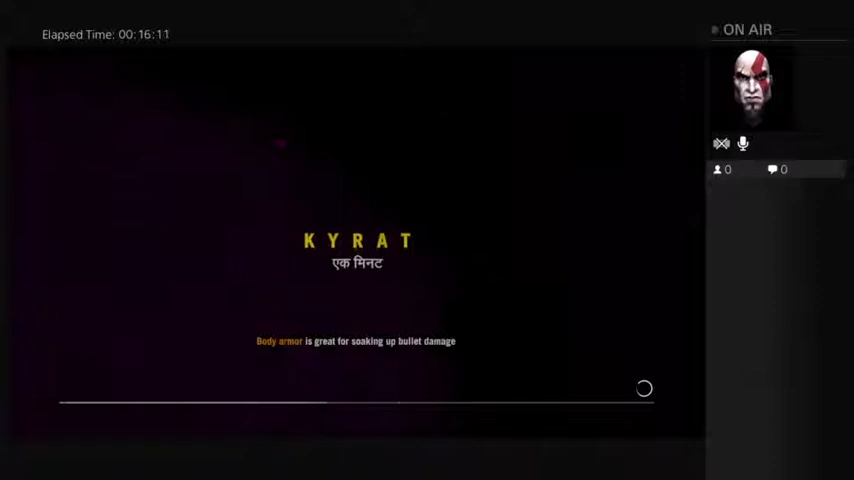 Elapsed Time: 00:16:11
ON AIR
0 0
KYRAT
एक मिनट
Body armor is great for soaking up bullet damage